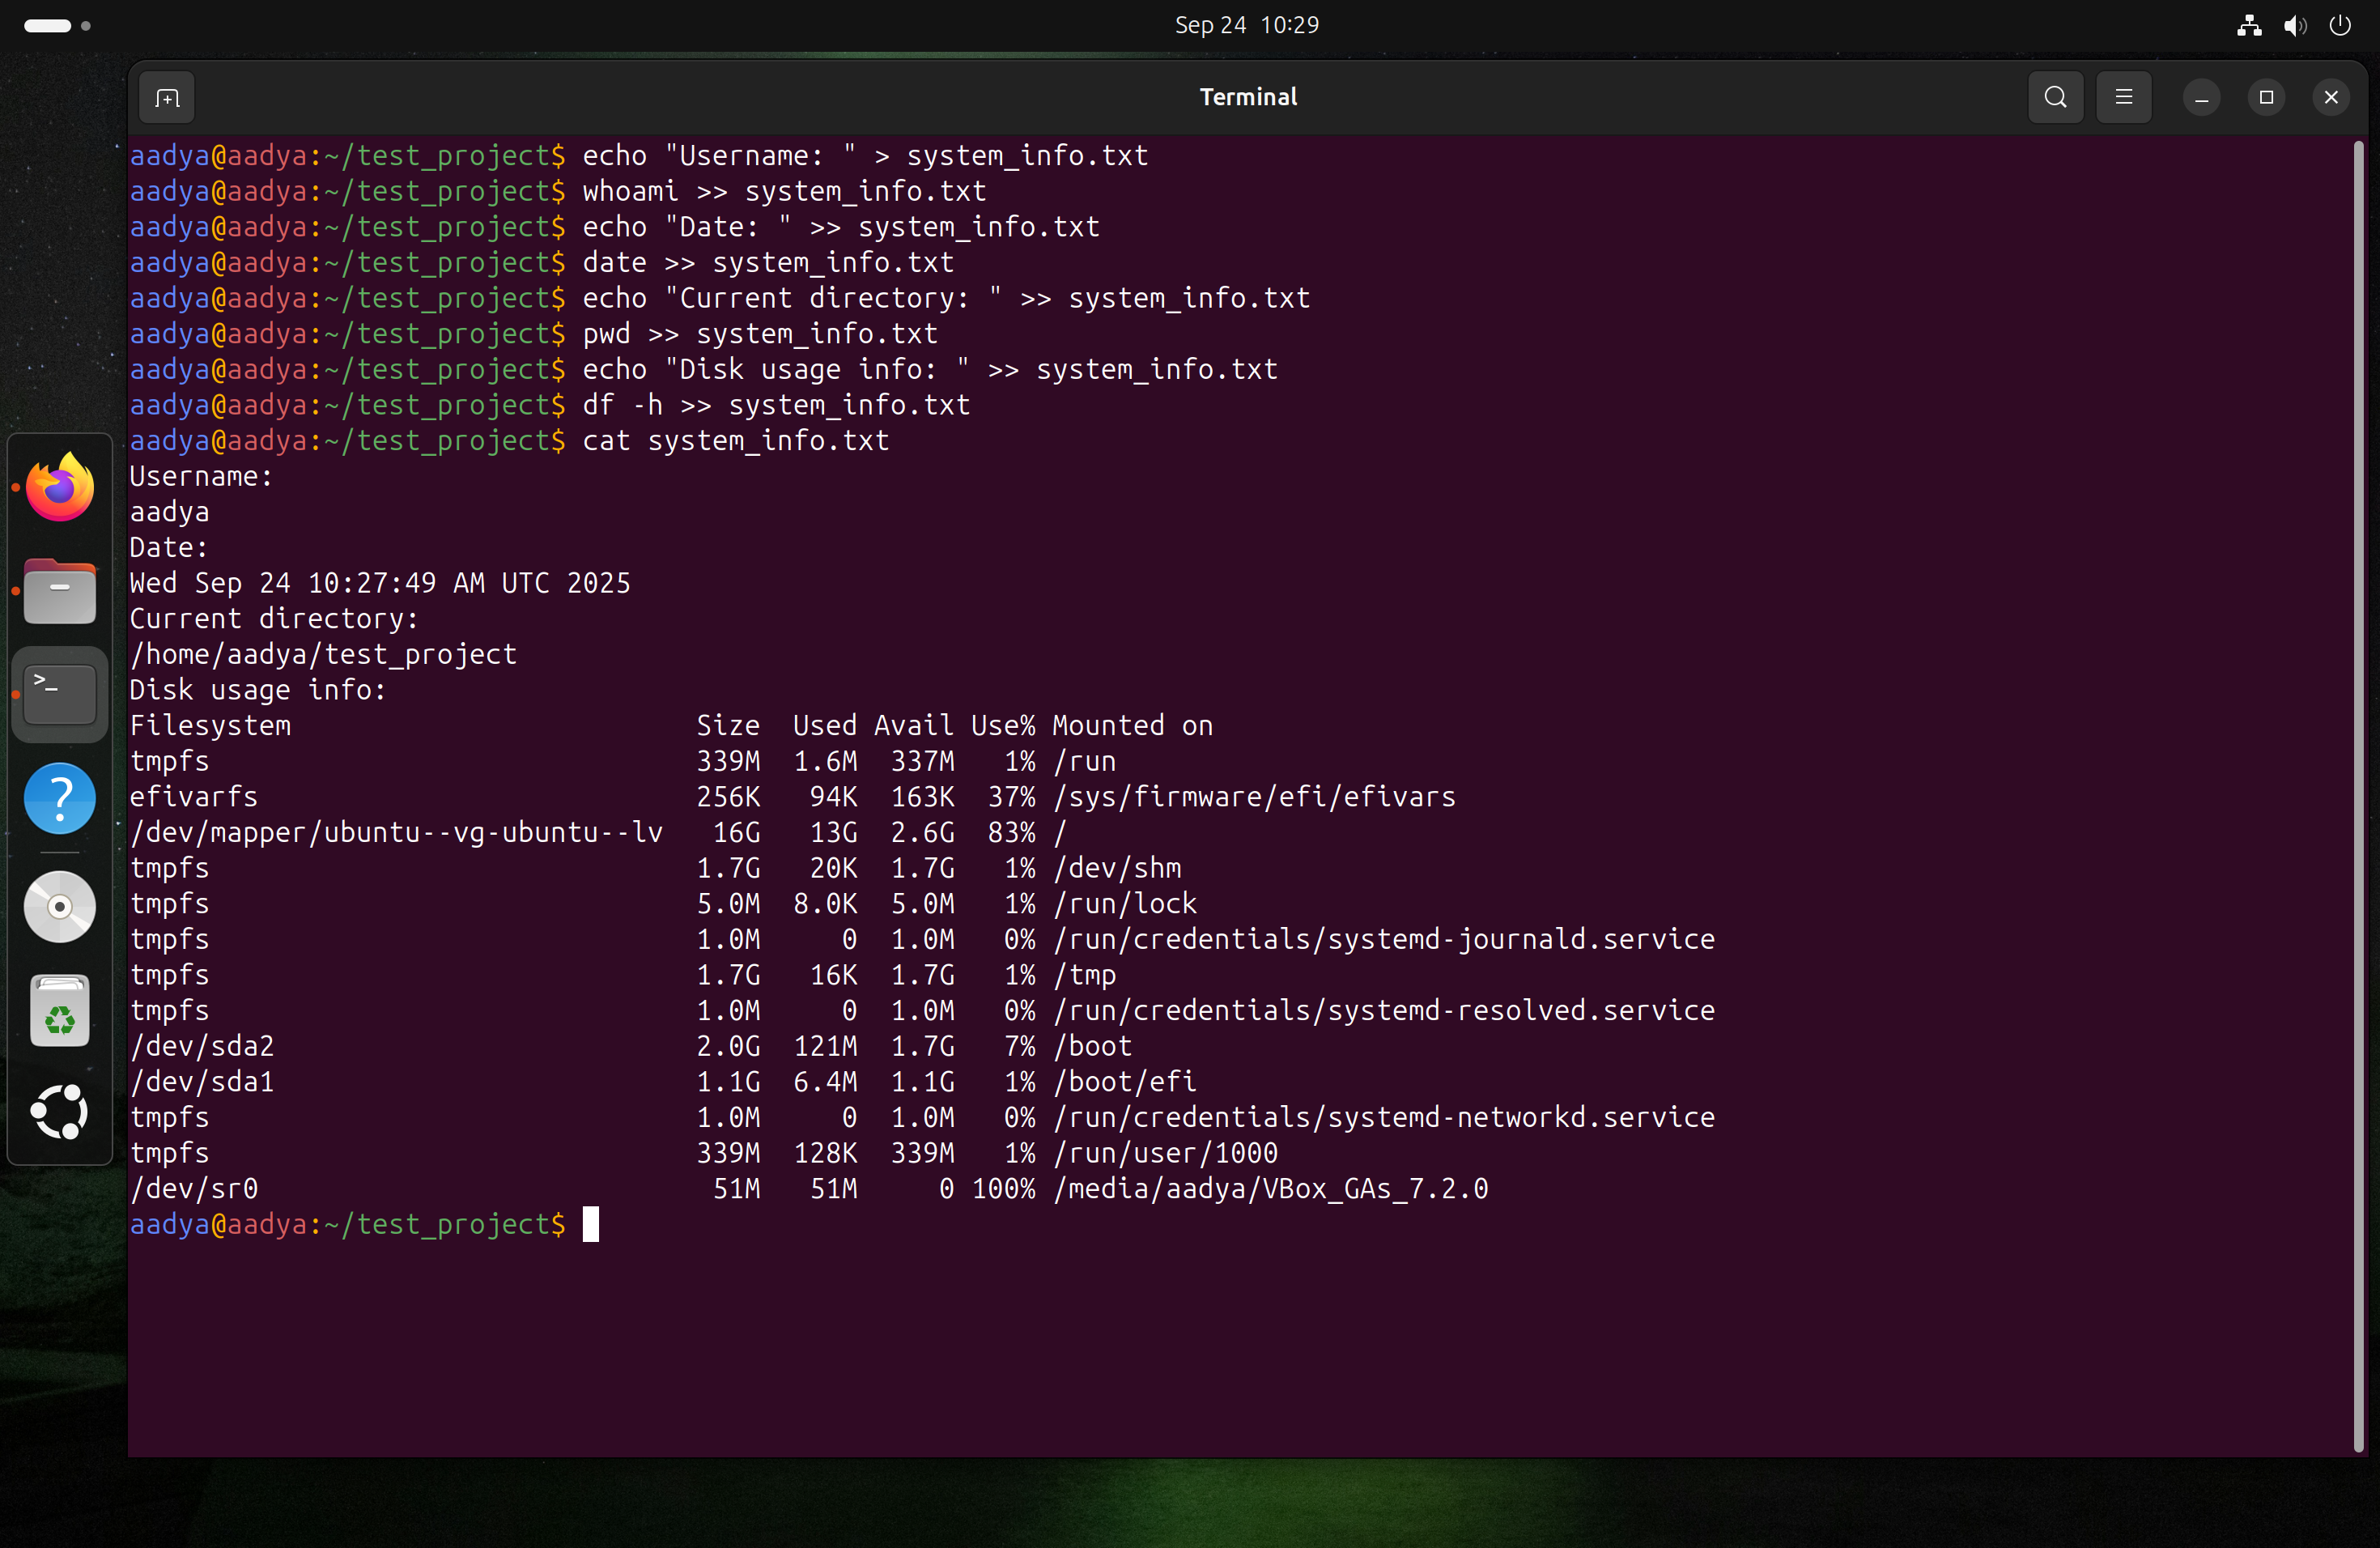 Sep 24 10:29
Terminal
aadya@aadya:~/test_project$ echo "Username: " > system_info.txt
aadya@aadya:~/test_project$ whoami >> system_info.txt
aadya@aadya:~/test_project$ echo "Date: " >> system_info.txt
aadya@aadya:~/test_project$ date >> system_info.txt
aadya@aadya:~/test_project$ echo "Current directory: " >> system_info.txt
aadya@aadya:~/test_project$ pwd >> system_info.txt
aadya@aadya:~/test_project$ echo "Disk usage info: " >> system_info.txt
aadya@aadya:~/test_project$ df -h >> system_info.txt
aadya@aadya:~/test_project$ cat system_info.txt
Username:
aadya
Date:
Wed Sep 24 10:27:49 AM UTC 2025
Current directory:
/home/aadya/test_project
Disk usage info:
Filesystem                         Size  Used Avail Use% Mounted on
tmpfs                              339M  1.6M  337M   1% /run
efivarfs                           256K   94K  163K  37% /sys/firmware/efi/efivars
/dev/mapper/ubuntu--vg-ubuntu--lv   16G   13G  2.6G  83% /
tmpfs                              1.7G   20K  1.7G   1% /dev/shm
tmpfs                              5.0M  8.0K  5.0M   1% /run/lock
tmpfs                              1.0M     0  1.0M   0% /run/credentials/systemd-journald.service
tmpfs                              1.7G   16K  1.7G   1% /tmp
tmpfs                              1.0M     0  1.0M   0% /run/credentials/systemd-resolved.service
/dev/sda2                          2.0G  121M  1.7G   7% /boot
/dev/sda1                          1.1G  6.4M  1.1G   1% /boot/efi
tmpfs                              1.0M     0  1.0M   0% /run/credentials/systemd-networkd.service
tmpfs                              339M  128K  339M   1% /run/user/1000
/dev/sr0                            51M   51M     0 100% /media/aadya/VBox_GAs_7.2.0
aadya@aadya:~/test_project$